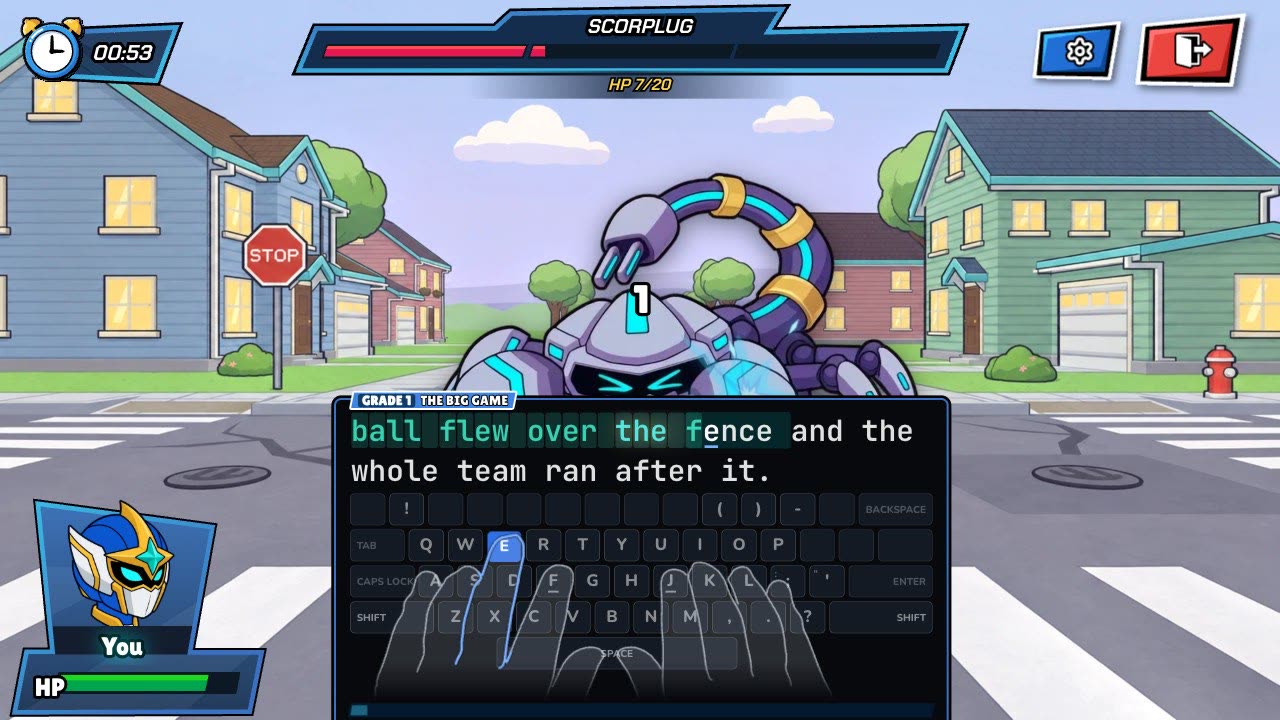 00:53
SCORPLUG
HP 7/20
STOP
1
GRADE 1 THE BIG GAME
ball flew over the fence and the
whole team ran after it.
! ( ) - BACKSPACE
TAB Q W E R T Y U I O P
CAPS LOCK A S D F G H J K L : ; " ' ENTER
SHIFT Z X C V B N M , . ? SHIFT
SPACE
You
HP